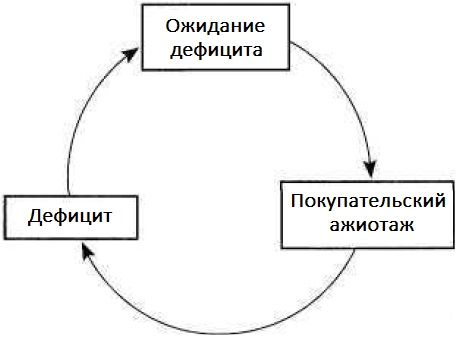 Ожидание
дефицита
Покупательский
ажиотаж
Дефицит